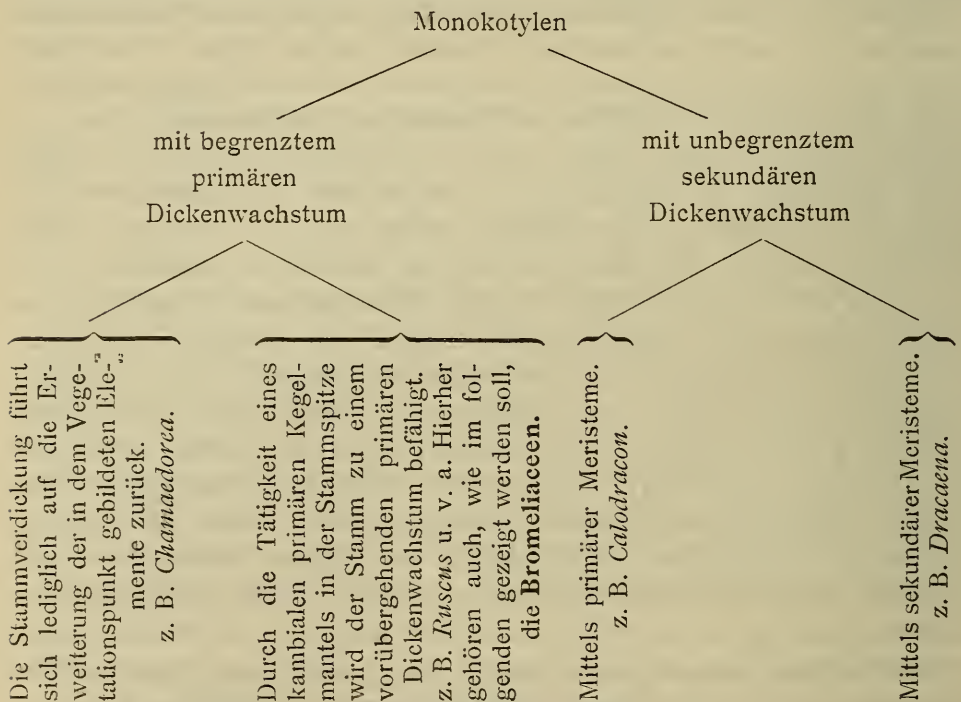 Monokotylen
mit begrenztem
primären
Dickenwachstum
mit unbegrenztem
sekundären
Dickenwachstum
Die Stammverdickung führt
sich lediglich auf die Er-
weiterung der in dem Vege-
tationspunkt gebildeten Ele-
mente zurück.
z. B. Chamaedorea.
Durch die Tätigkeit eines
kambialen primären Kegel-
mantels in der Stammspitze
wird der Stamm zu einem
vorübergehenden primären
Dickenwachstum befähigt.
z. B. Ruscus u. v. a. Hierher
gehören auch, wie im fol-
genden gezeigt werden soll,
die Bromeliaceen.
Mittels primärer Meristeme.
z. B. Calodracon.
Mittels sekundärer Meristeme.
z. B. Dracaena.